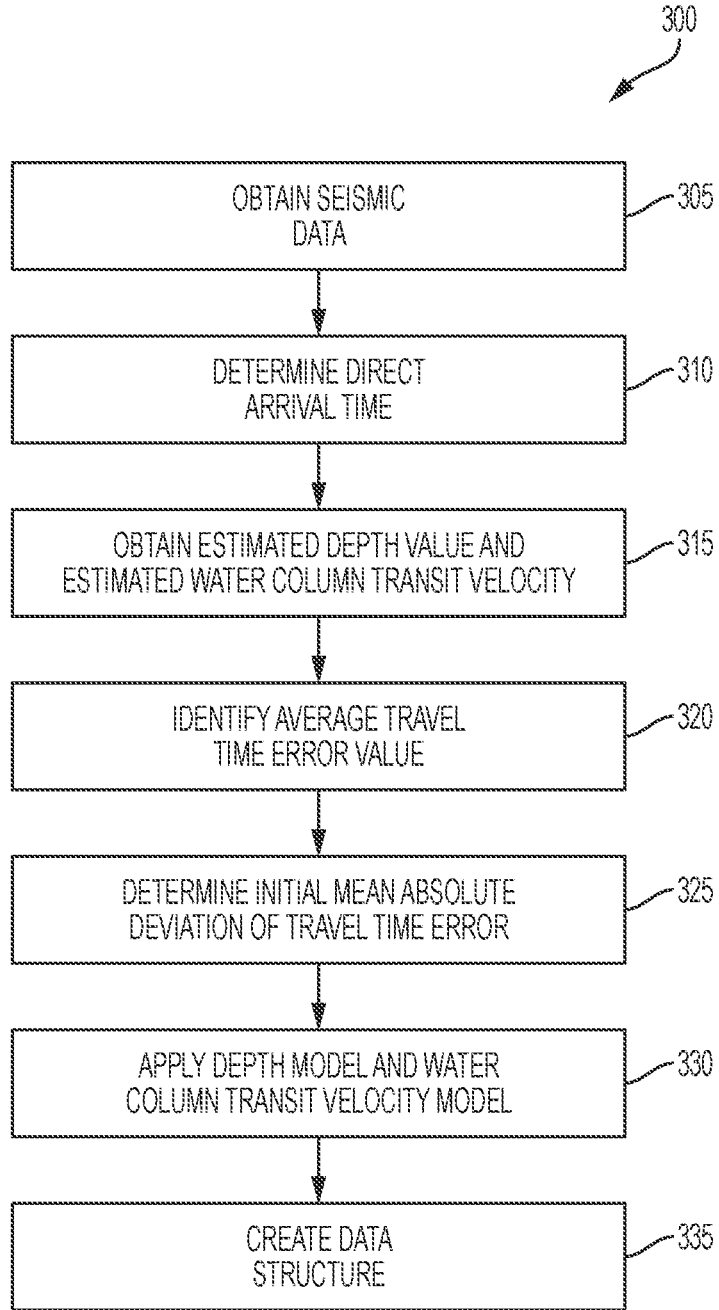 300
OBTAIN SEISMIC
DATA
305
DETERMINE DIRECT
ARRIVAL TIME
310
OBTAIN ESTIMATED DEPTH VALUE AND
ESTIMATED WATER COLUMN TRANSIT VELOCITY
315
IDENTIFY AVERAGE TRAVEL
TIME ERROR VALUE
320
DETERMINE INITIAL MEAN ABSOLUTE
DEVIATION OF TRAVEL TIME ERROR
325
APPLY DEPTH MODEL AND WATER
COLUMN TRANSIT VELOCITY MODEL
330
CREATE DATA
STRUCTURE
335